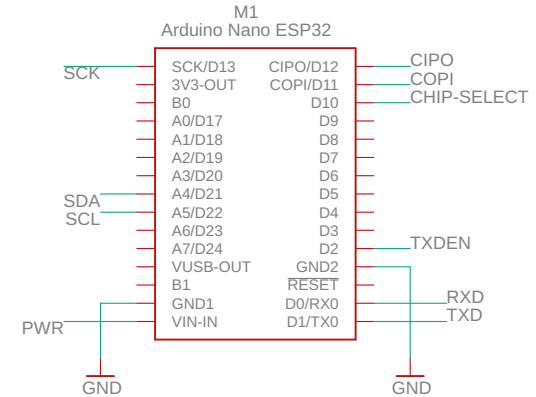 M1
Arduino Nano ESP32
SCK SCK/D13 CIPO/D12 CIPO
3V3-OUT COPI/D11 COPI
B0 D10 CHIP-SELECT
A0/D17 D9
A1/D18 D8
A2/D19 D7
A3/D20 D6
SDA A4/D21 D5
SCL A5/D22 D4
A6/D23 D3
A7/D24 D2 TXDEN
VUSB-OUT GND2
B1 RESET
GND1 D0/RX0 RXD
PWR VIN-IN D1/TX0 TXD
GND GND